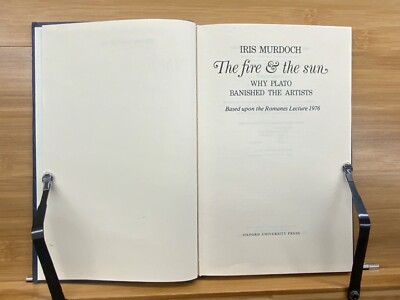 IRIS MURDOCH
The fire & the sun
WHY PLATO
BANISHED THE ARTISTS
Based upon the Romanes Lecture 1976
OXFORD UNIVERSITY PRESS